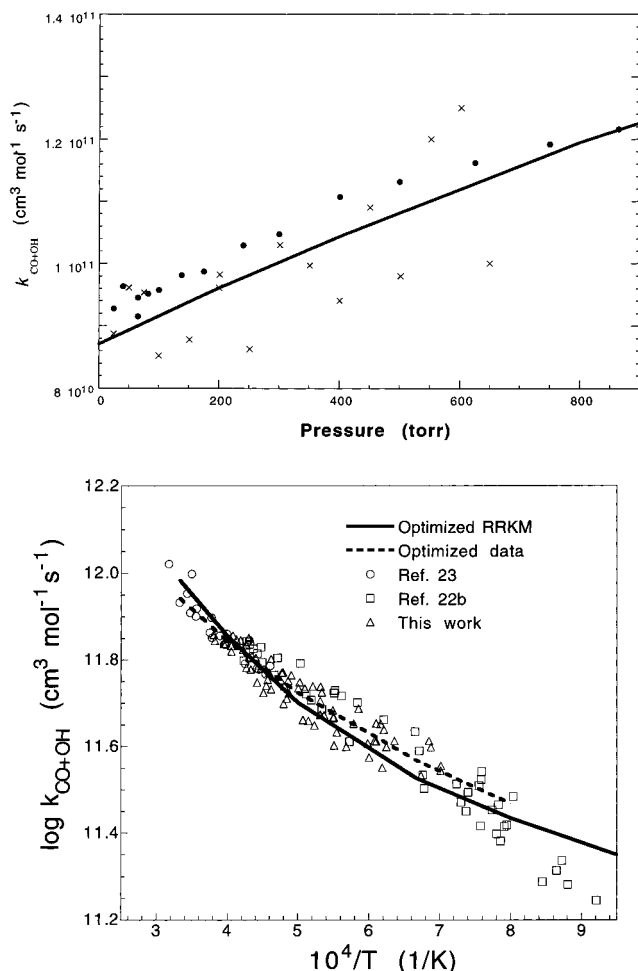 1.4 10¹¹
1.2 10¹¹
1 10¹¹
8 10¹⁰
k CO+OH (cm³ mol⁻¹ s⁻¹)
0 200 400 600 800
Pressure (torr)
12.2
12.0
11.8
11.6
11.4
11.2
log k CO+OH (cm³ mol⁻¹ s⁻¹)
Optimized RRKM
Optimized data
Ref. 23
Ref. 22b
This work
3 4 5 6 7 8 9
10⁴/T (1/K)